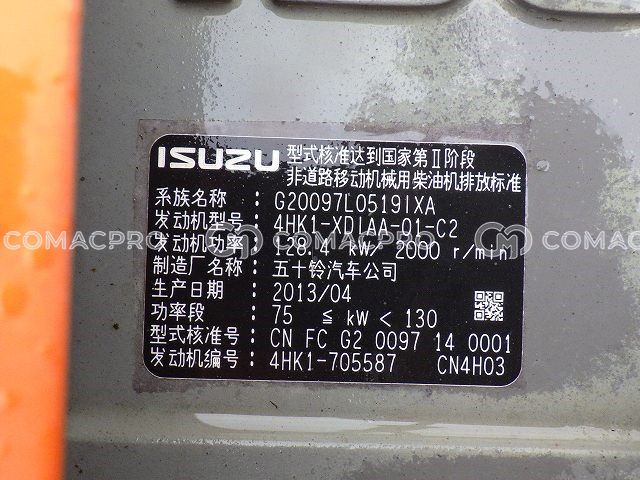 ISUZU 型式核准达到国家第Ⅱ阶段
非道路移动机械用柴油机排放标准
系族名称: G20097L05191XA
发动机型号: 4HK1-XDIAA-01-C2
发动机功率: 128.4 kW/ 2000 r/min
制造厂名称: 五十铃汽车公司
生产日期: 2013/04
功率段: 75 ≦ kW < 130
型式核准号: CN FC G2 0097 14 0001
发动机编号: 4HK1-705587 CN4H03
COMACPRO
COMACPRO
COMACPRO